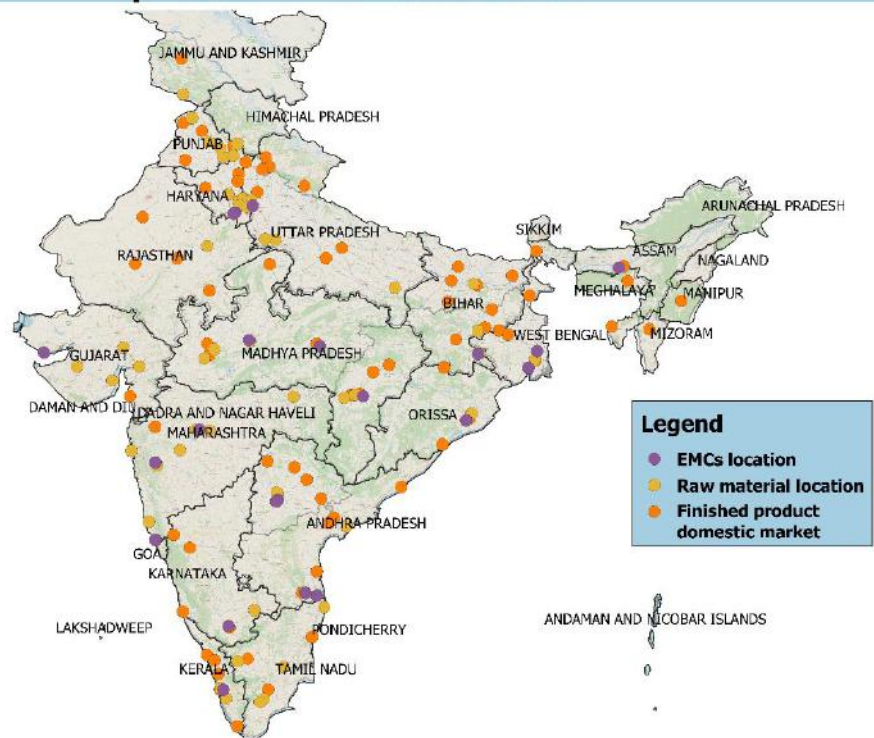 JAMMU AND KASHMIR
HIMACHAL PRADESH
PUNJAB
HARYANA
ARUNACHAL PRADESH
SIKKIM
UTTAR PRADESH
ASSAM
RAJASTHAN
NAGALAND
MEGHALAYA
MANIPUR
BIHAR
WEST BENGAL
MIZORAM
GUJARAT
MADHYA PRADESH
DAMAN AND DIU
DADRA AND NAGAR HAVELI
ORISSA
MAHARASHTRA
Legend
EMCs location
Raw material location
Finished product
domestic market
ANDHRA PRADESH
GOA
KARNATAKA
LAKSHADWEEP
PONDICHERRY
ANDAMAN AND NICOBAR ISLANDS
KERALA
TAMIL NADU